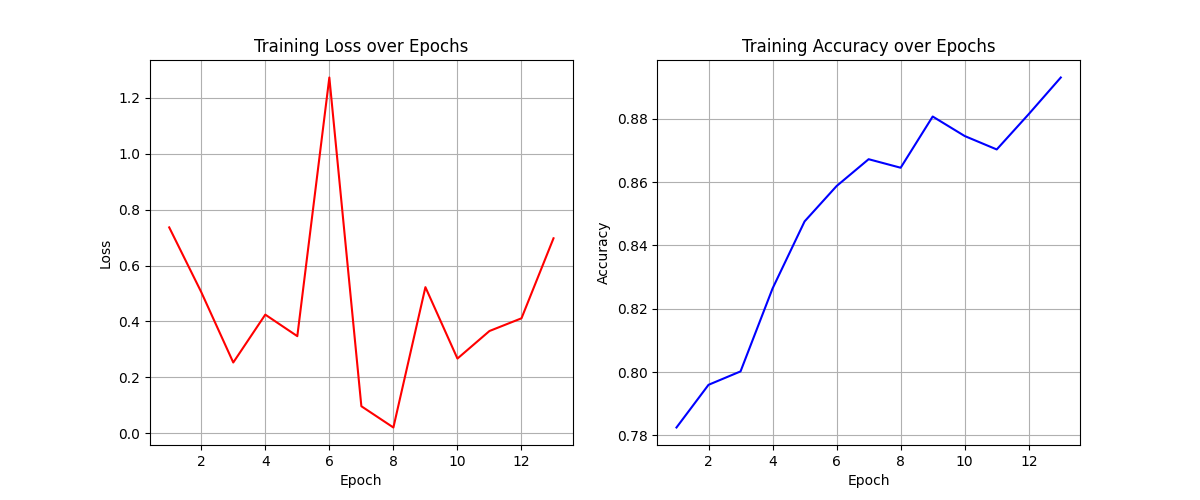 Training Loss over Epochs
Training Accuracy over Epochs
Loss
1.2
1.0
0.8
0.6
0.4
0.2
0.0
2 4 6 8 10 12
Epoch
Accuracy
0.88
0.86
0.84
0.82
0.80
0.78
2 4 6 8 10 12
Epoch